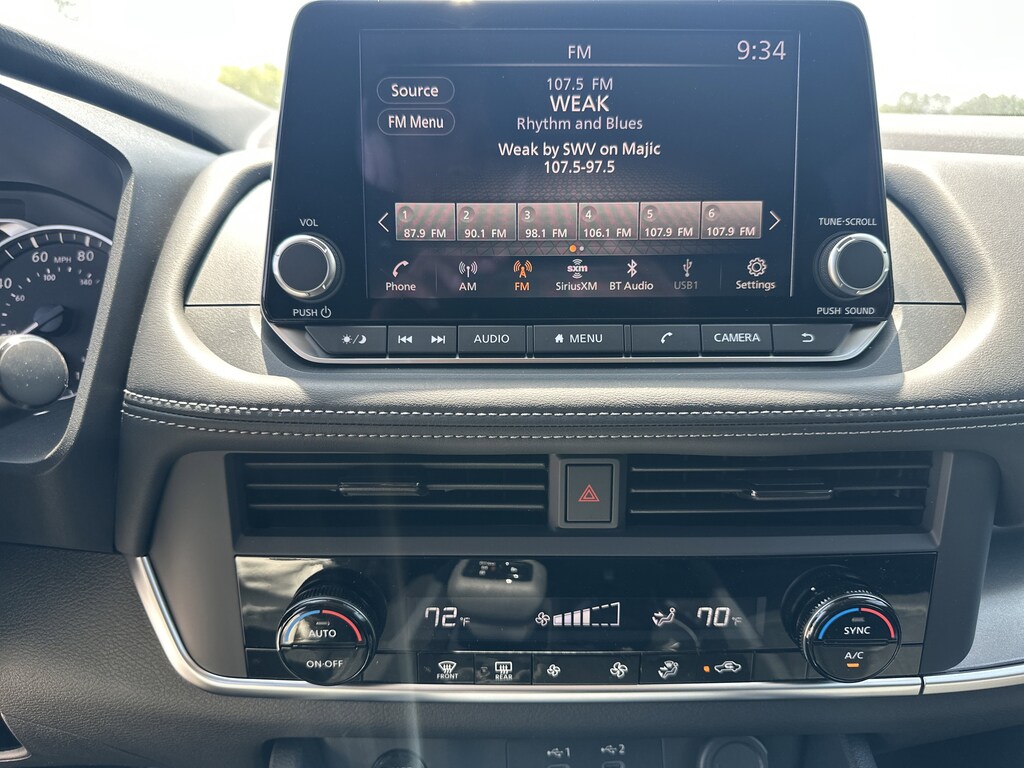 FM 9:34
Source
FM Menu
107.5 FM
WEAK
Rhythm and Blues
Weak by SWV on Majic
107.5-97.5
VOL
TUNE·SCROLL
1 2 3 4 5 6
87.9 FM 90.1 FM 98.1 FM 106.1 FM 107.9 FM 107.9 FM
Phone AM FM sxm SiriusXM BT Audio USB1 Settings
PUSH
PUSH SOUND
AUDIO MENU CAMERA
60 MPH 80
40 100 140
60
72°F 70°F
AUTO
ON·OFF
SYNC
A/C
FRONT REAR
1 2